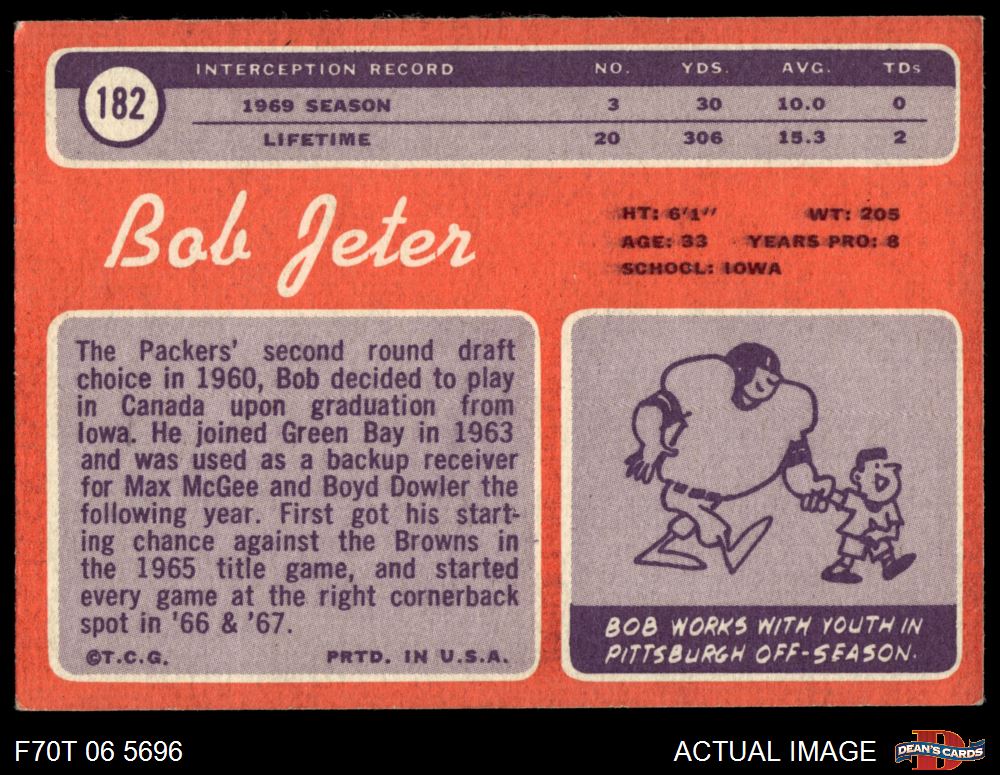 182
INTERCEPTION RECORD NO. YDS. AVG. TDs
1969 SEASON 3 30 10.0 0
LIFETIME 20 306 15.3 2
Bob Jeter
HT: 6'1" WT: 205
AGE: 33 YEARS PRO: 8
SCHOOL: IOWA
The Packers' second round draft
choice in 1960, Bob decided to play
in Canada upon graduation from
Iowa. He joined Green Bay in 1963
and was used as a backup receiver
for Max McGee and Boyd Dowler the
following year. First got his start-
ing chance against the Browns in
the 1965 title game, and started
every game at the right cornerback
spot in '66 & '67.
©T.C.G. PRTD. IN U.S.A.
BOB WORKS WITH YOUTH IN
PITTSBURGH OFF-SEASON.
F70T 06 5696 ACTUAL IMAGE
D
DEAN'S CARDS